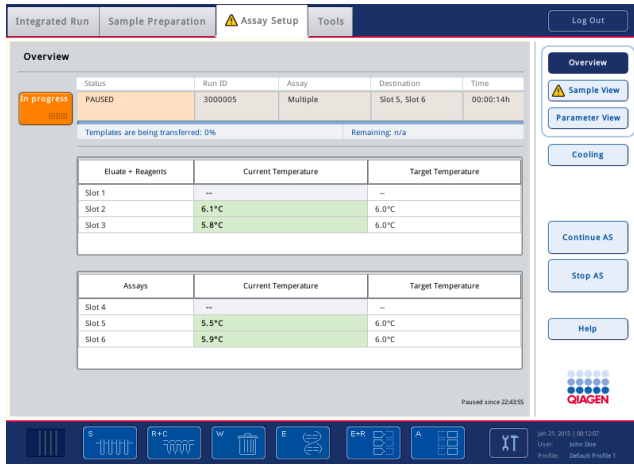 Integrated Run Sample Preparation Assay Setup Tools Log Out
Overview
Overview
Status Run ID Assay Destination Time
In progress PAUSED 3000005 Multiple Slot 5, Slot 6 00:00:14h
Sample View
Parameter View
Templates are being transferred: 0% Remaining: n/a
Cooling
Eluate + Reagents Current Temperature Target Temperature
Slot 1 -- --
Slot 2 6.1°C 6.0°C
Slot 3 5.8°C 6.0°C
Continue AS
Stop AS
Assays Current Temperature Target Temperature
Slot 4 -- --
Slot 5 5.5°C 6.0°C
Slot 6 5.9°C 6.0°C
Help
Paused since 22:43:55
QIAGEN
S R+C W E E+R A
Jan 21, 2015 | 08:12:07
User: John Doe
Profile: Default Profile 1